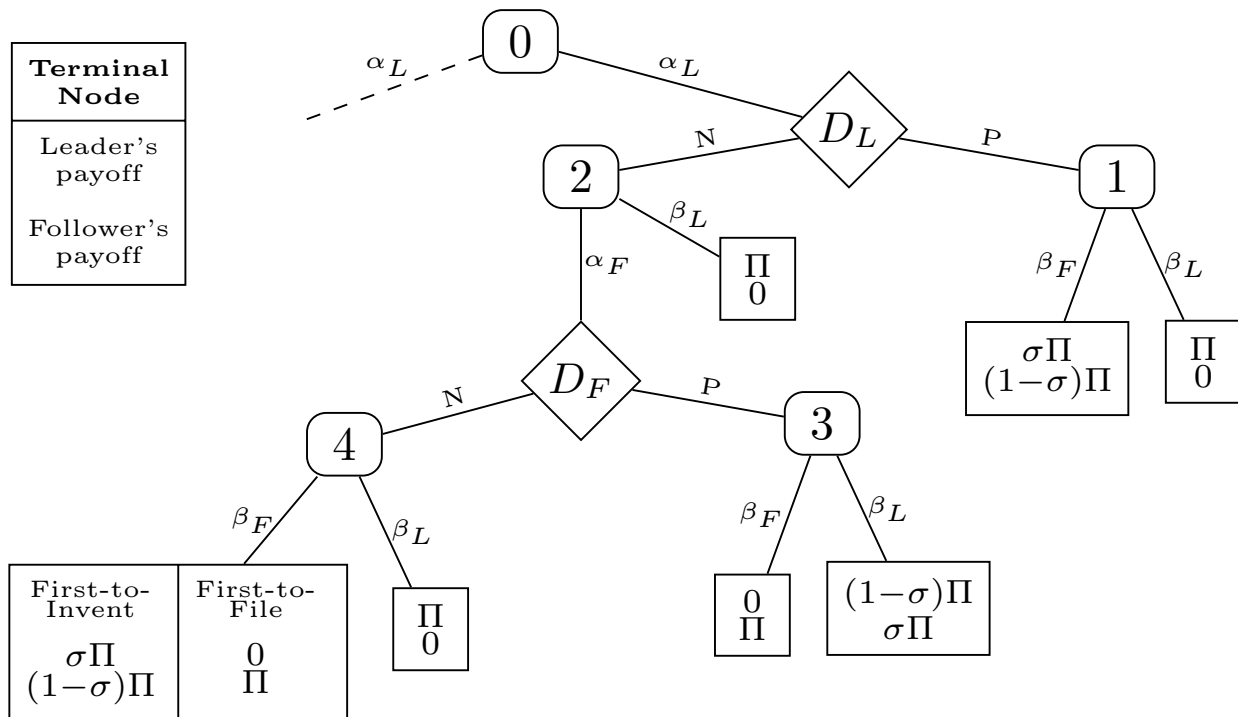 0
Terminal
Node
Leader's
payoff
Follower's
payoff
α_L
α_L
D_L
N
P
2
1
β_L
α_F
Π
0
β_F
β_L
σΠ
(1−σ)Π
Π
0
D_F
N
P
4
3
β_F
β_L
β_F
β_L
First-to-
Invent
σΠ
(1−σ)Π
First-to-
File
0
Π
Π
0
0
Π
(1−σ)Π
σΠ